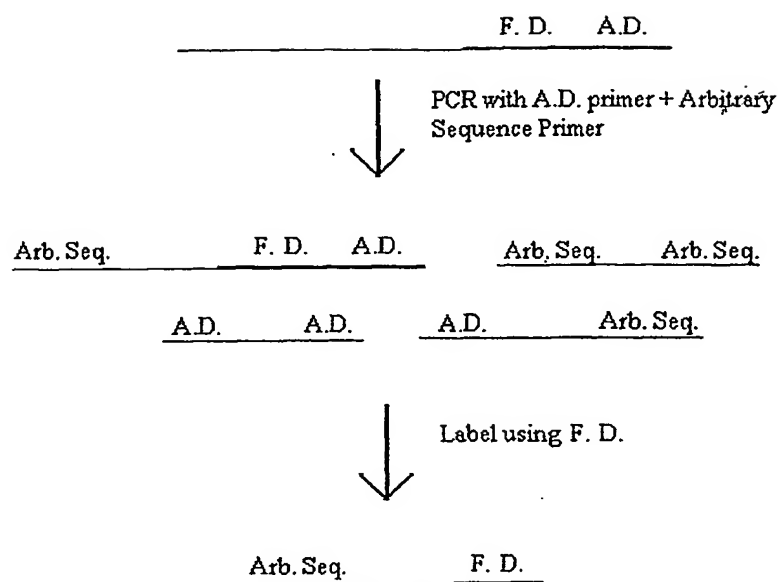 F. D. A.D.
PCR with A.D. primer + Arbitrary
Sequence Primer
Arb. Seq. F. D. A.D. Arb. Seq. Arb. Seq.
A.D. A.D. A.D. Arb. Seq.
Label using F. D.
Arb. Seq. F. D.